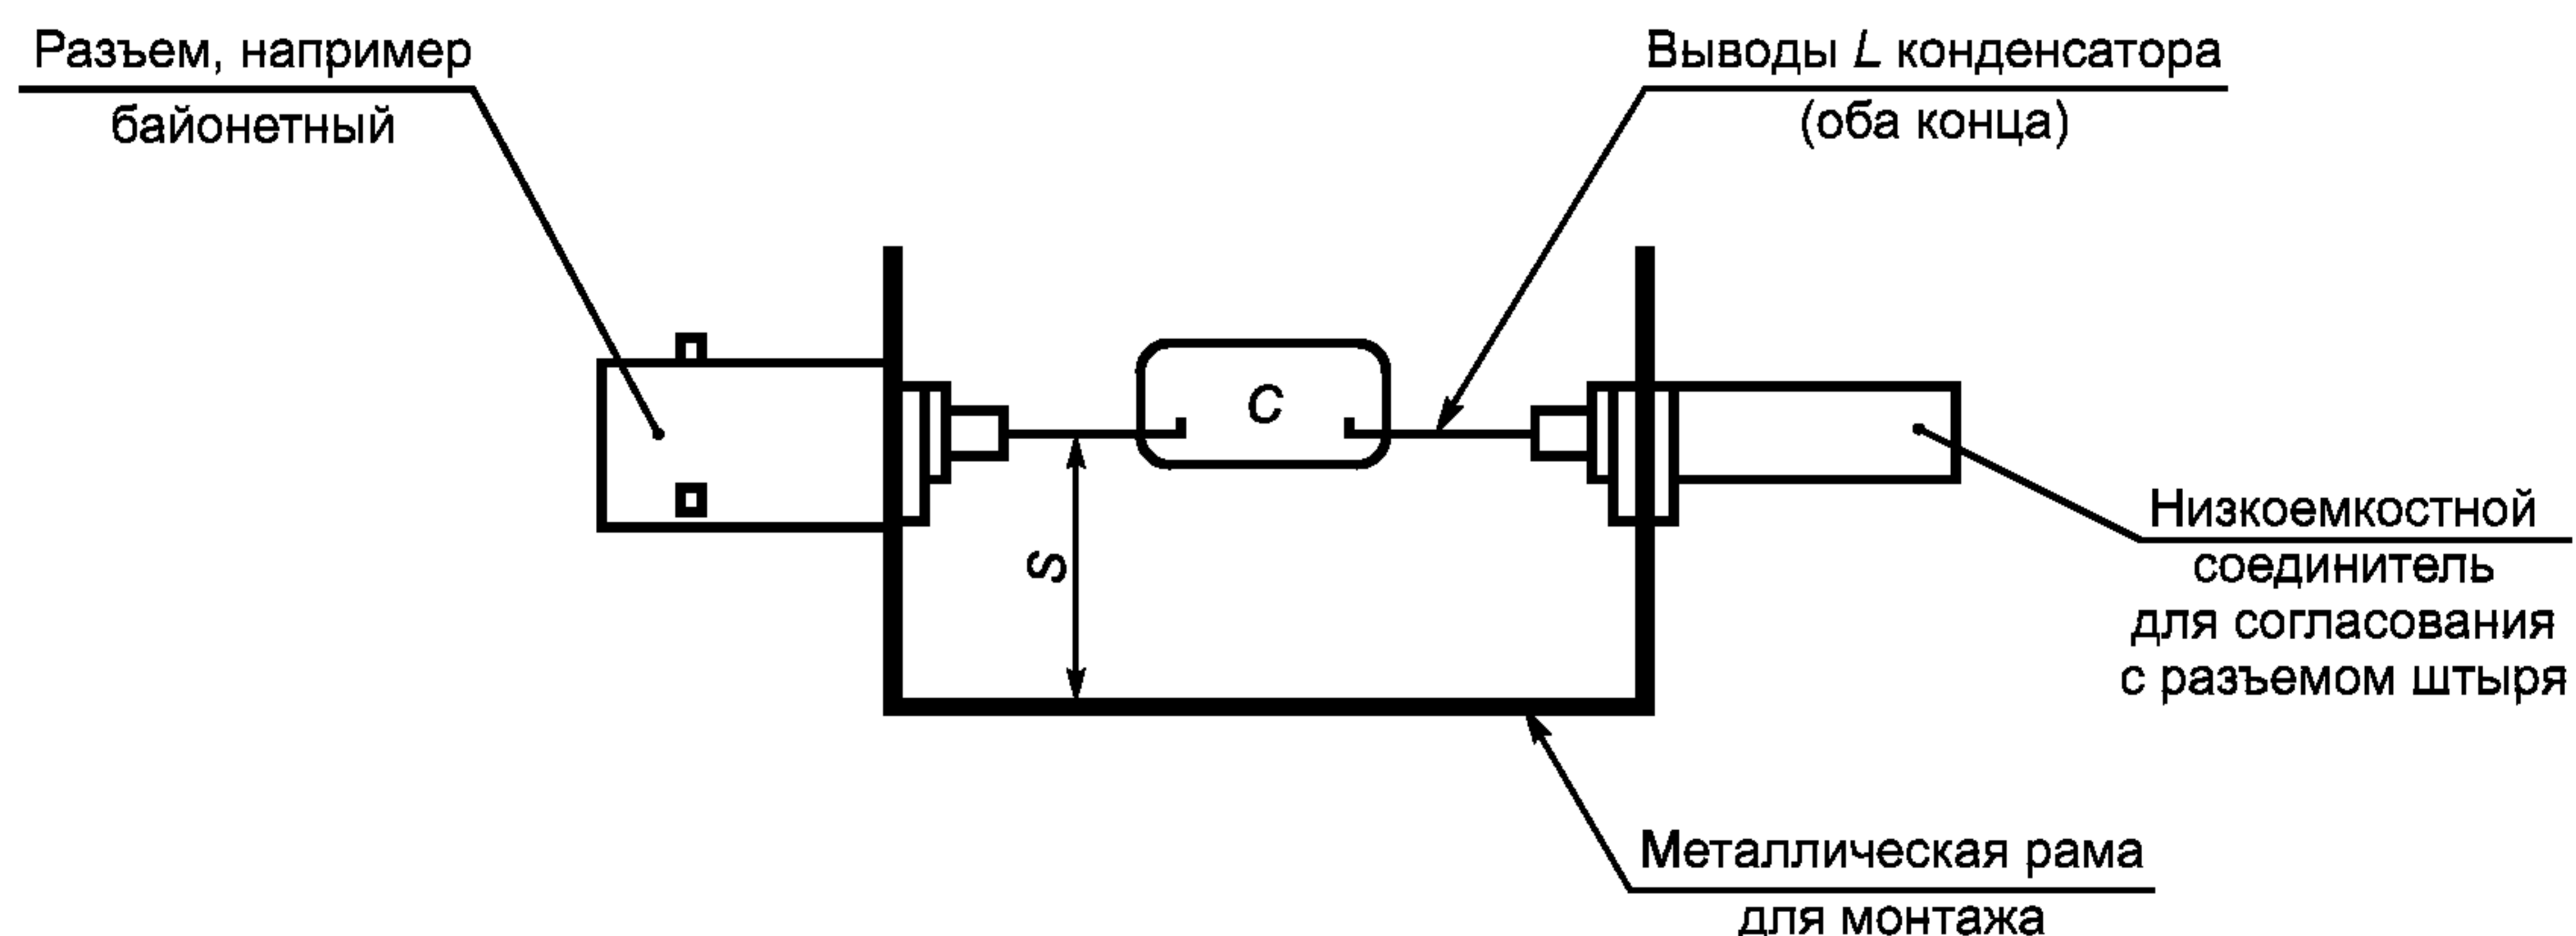 Разъем, например
байонетный
Выводы L конденсатора
(оба конца)
C
S
Низкоемкостной
соединитель
для согласования
с разъемом штыря
Металлическая рама
для монтажа